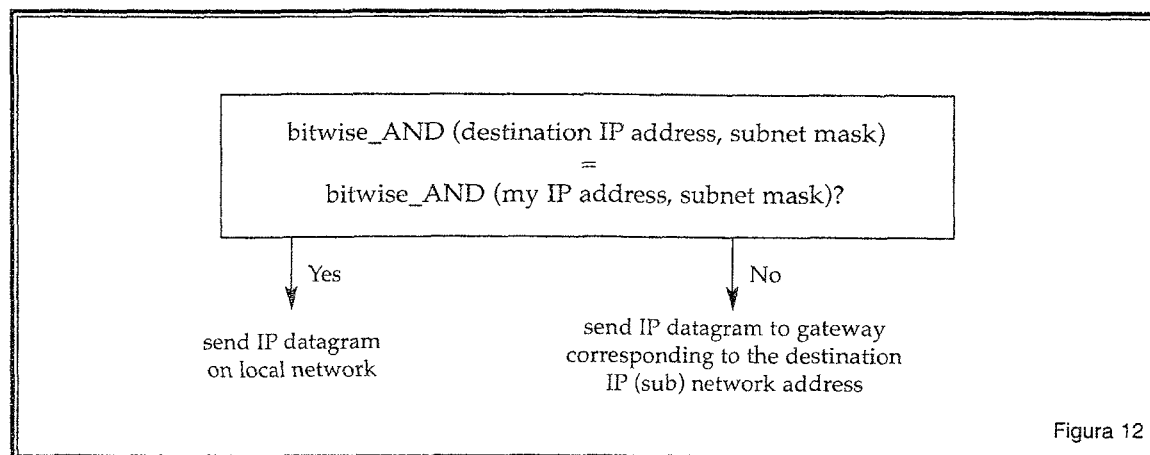 bitwise_AND (destination IP address, subnet mask)
=
bitwise_AND (my IP address, subnet mask)?
Yes
No
send IP datagram
on local network
send IP datagram to gateway
corresponding to the destination
IP (sub) network address
Figura 12